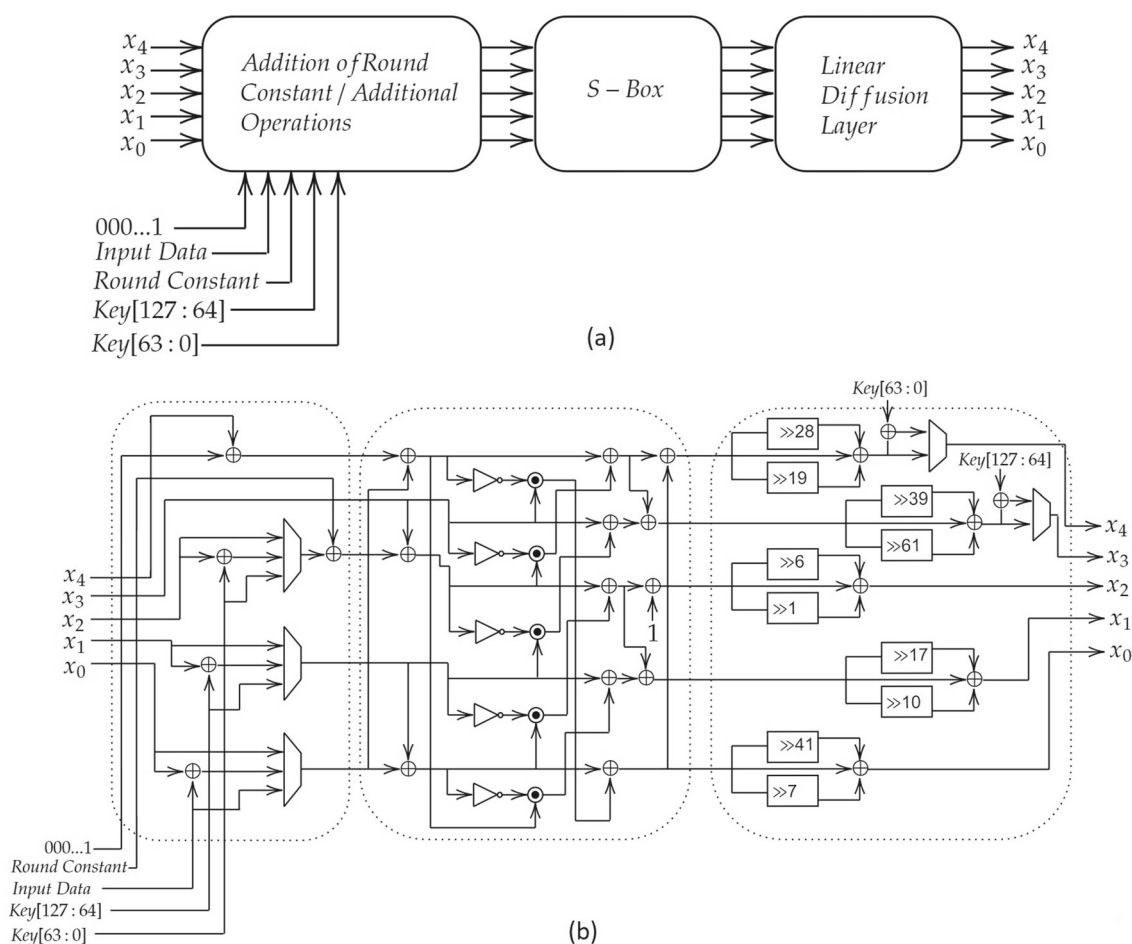 x₄
x₃
x₂
x₁
x₀
Addition of Round
Constant / Additional
Operations
S − Box
Linear
Diffusion
Layer
x₄
x₃
x₂
x₁
x₀
000...1
Input Data
Round Constant
Key[127 : 64]
Key[63 : 0]
(a)
Key[63 : 0]
≫28
≫19
Key[127 : 64]
≫39
≫61
≫6
≫1
1
≫17
≫10
≫41
≫7
x₄
x₃
x₂
x₁
x₀
x₄
x₃
x₂
x₁
x₀
000...1
Round Constant
Input Data
Key[127 : 64]
Key[63 : 0]
(b)